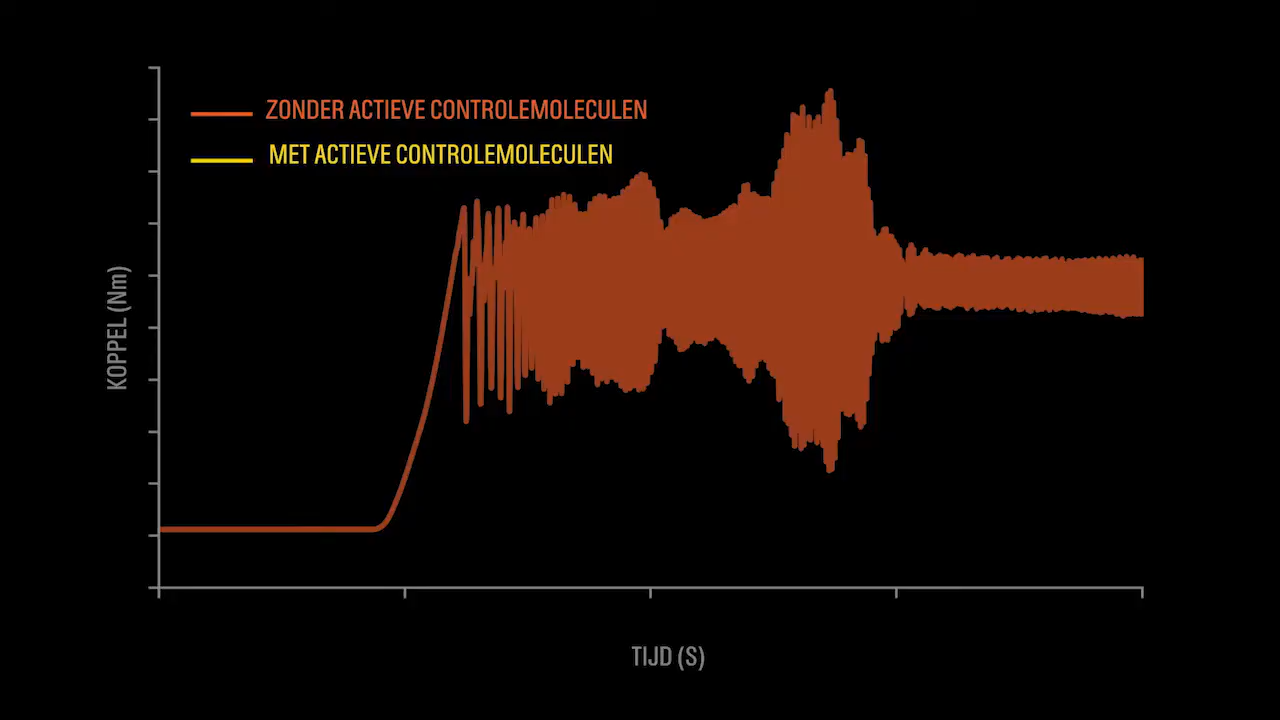 ZONDER ACTIEVE CONTROLEMOLECULEN
MET ACTIEVE CONTROLEMOLECULEN
KOPPEL (Nm)
TIJD (S)